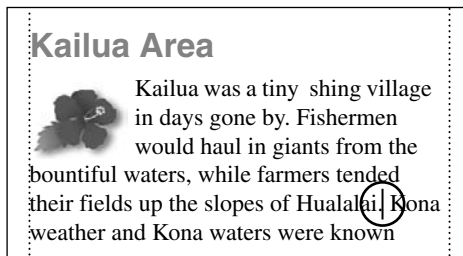 Kailua Area
Kailua was a tiny shing village
in days gone by. Fishermen
would haul in giants from the
bountiful waters, while farmers tended
their fields up the slopes of Hualalai. Kona
weather and Kona waters were known